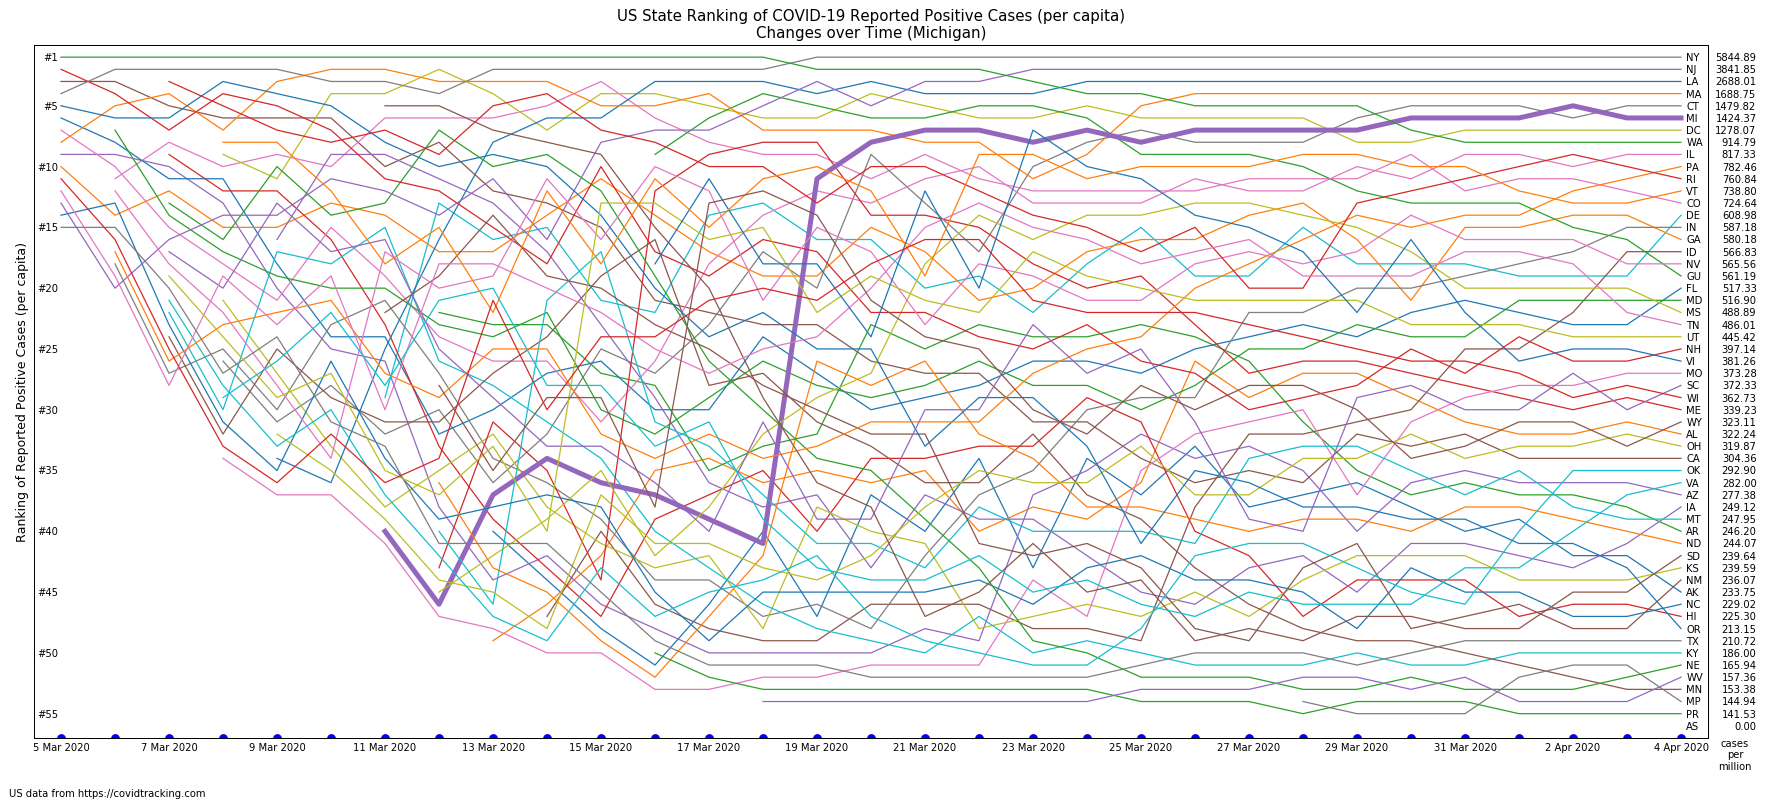 US State Ranking of COVID-19 Reported Positive Cases (per capita)
Changes over Time (Michigan)
Ranking of Reported Positive Cases (per capita)
#1
#5
#10
#15
#20
#25
#30
#35
#40
#45
#50
#55
NY 5844.89
NJ 3841.85
LA 2688.01
MA 1688.75
CT 1479.82
MI 1424.37
DC 1278.07
WA 914.79
IL 817.33
PA 782.46
RI 760.84
VT 738.80
CO 724.64
DE 608.98
IN 587.18
GA 580.18
ID 566.83
NV 565.56
GU 561.19
FL 517.33
MD 516.90
MS 488.89
TN 486.01
UT 445.42
NH 397.14
VI 381.26
MO 373.28
SC 372.33
WI 362.73
ME 339.23
WY 323.11
AL 322.24
OH 319.87
CA 304.36
OK 292.90
VA 282.00
AZ 277.38
IA 249.12
MT 247.95
AR 246.20
ND 244.07
SD 239.64
KS 239.59
NM 236.07
AK 233.75
NC 229.02
HI 225.30
OR 213.15
TX 210.72
KY 186.00
NE 165.94
WV 157.36
MN 153.38
MP 144.94
PR 141.53
AS 0.00
5 Mar 2020 7 Mar 2020 9 Mar 2020 11 Mar 2020 13 Mar 2020 15 Mar 2020 17 Mar 2020 19 Mar 2020 21 Mar 2020 23 Mar 2020 25 Mar 2020 27 Mar 2020 29 Mar 2020 31 Mar 2020 2 Apr 2020 4 Apr 2020
cases
per
million
US data from https://covidtracking.com